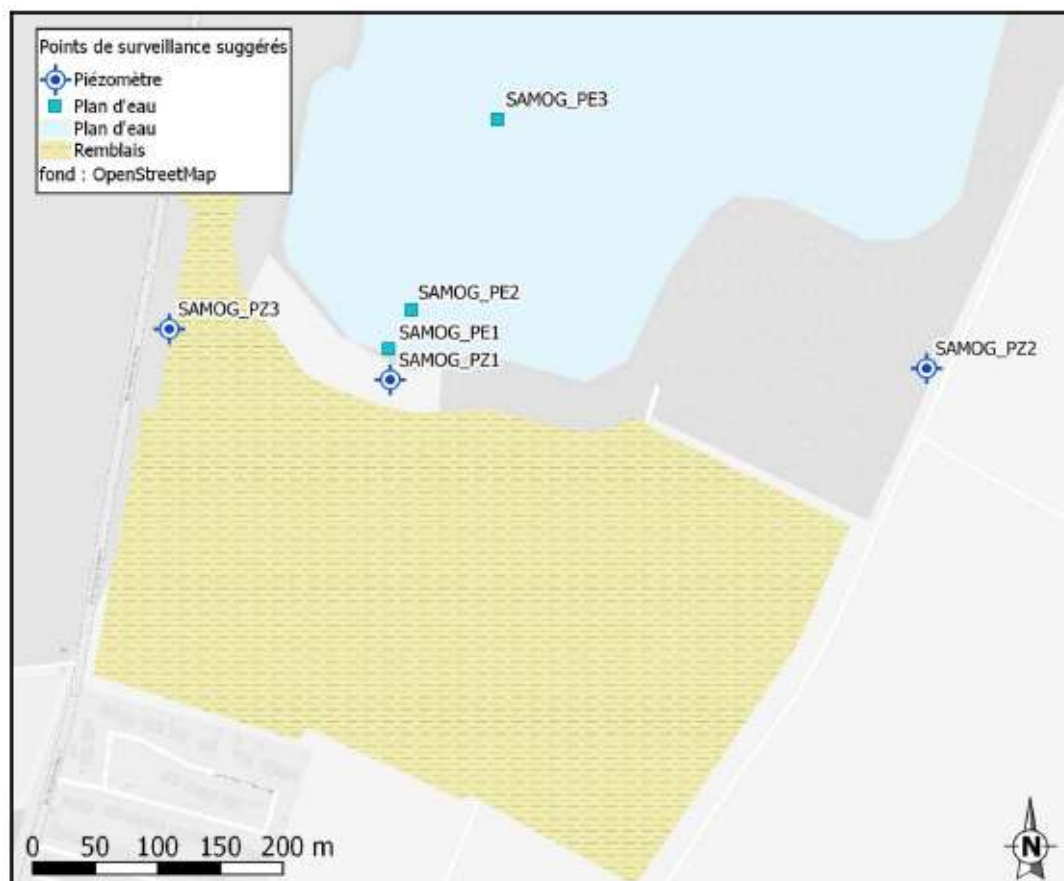 Points de surveillance suggérés
Piézomètre
Plan d'eau
Plan d'eau
Remblais
fond : OpenStreetMap
SAMOG_PE3
SAMOG_PE2
SAMOG_PZ3
SAMOG_PE1
SAMOG_PZ1
SAMOG_PZ2
0 50 100 150 200 m
N